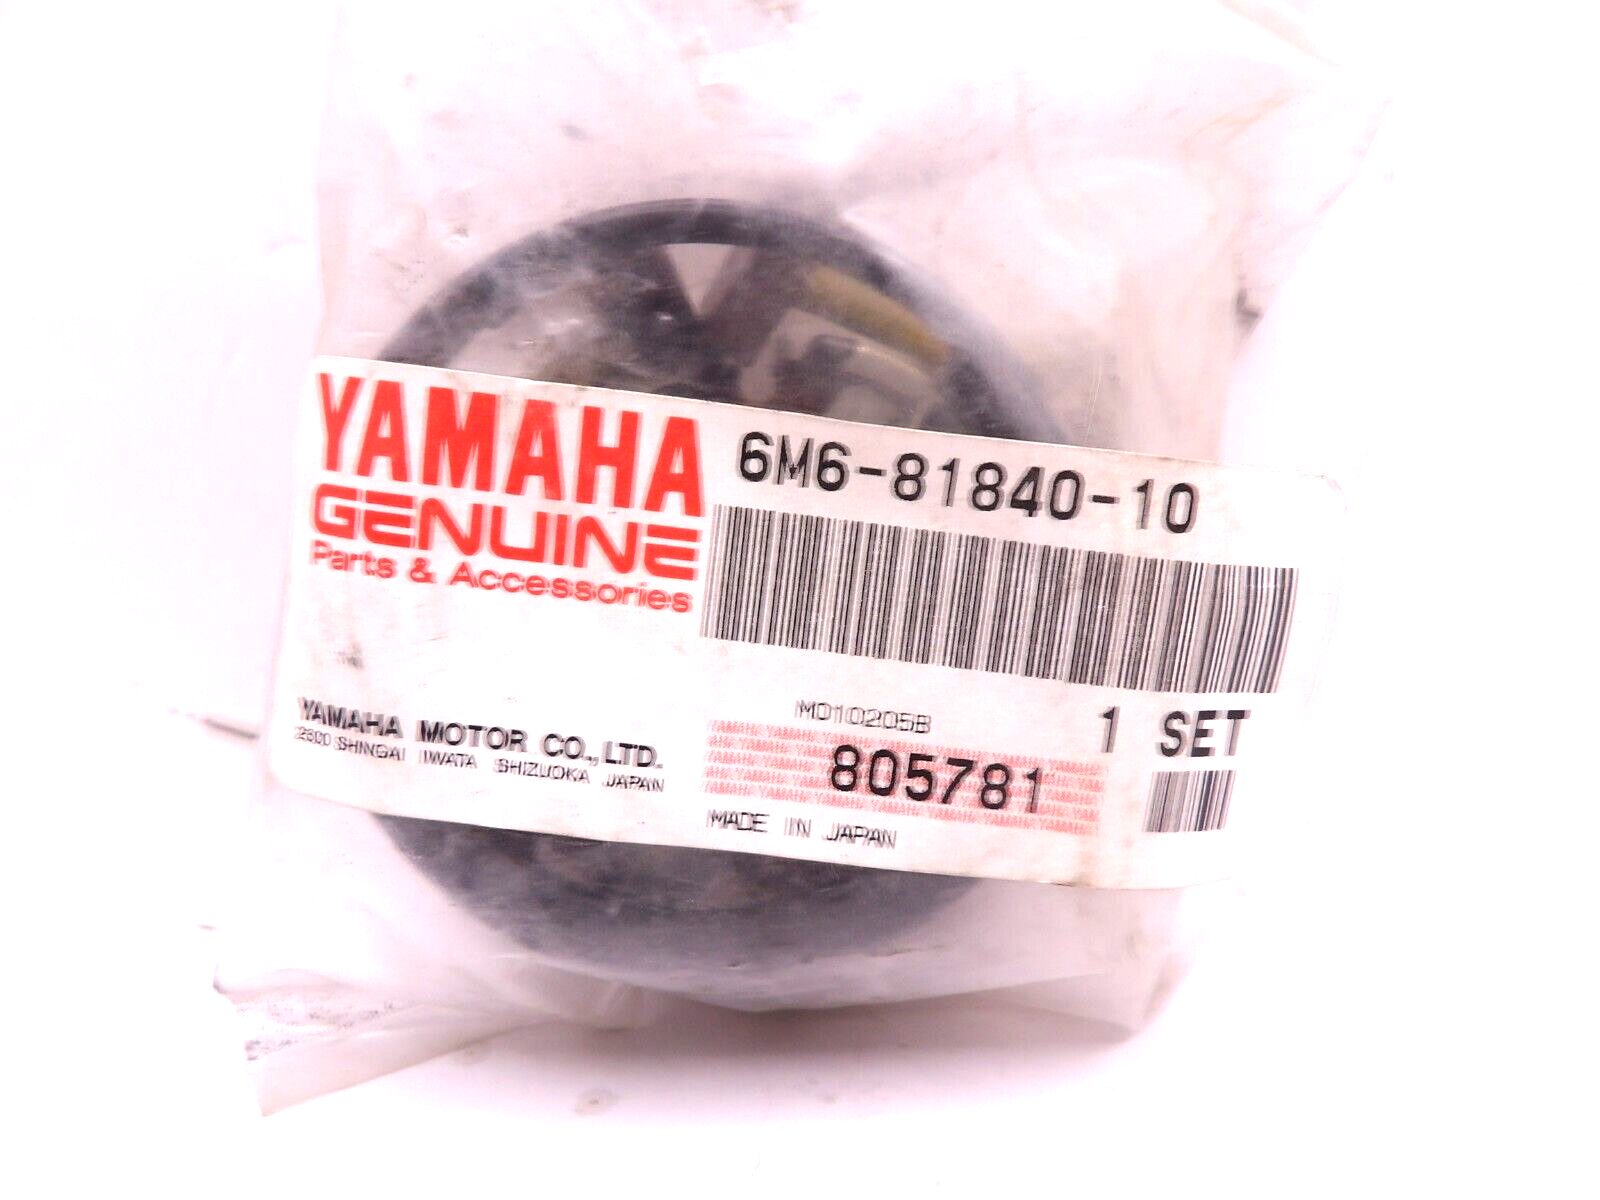 YAMAHA
GENUINE
Parts & Accessories
6M6-81840-10
M010205B
1 SET
805781
YAMAHA MOTOR CO., LTD.
2500 SHINGAI IWATA SHIZUOKA JAPAN
MADE IN JAPAN